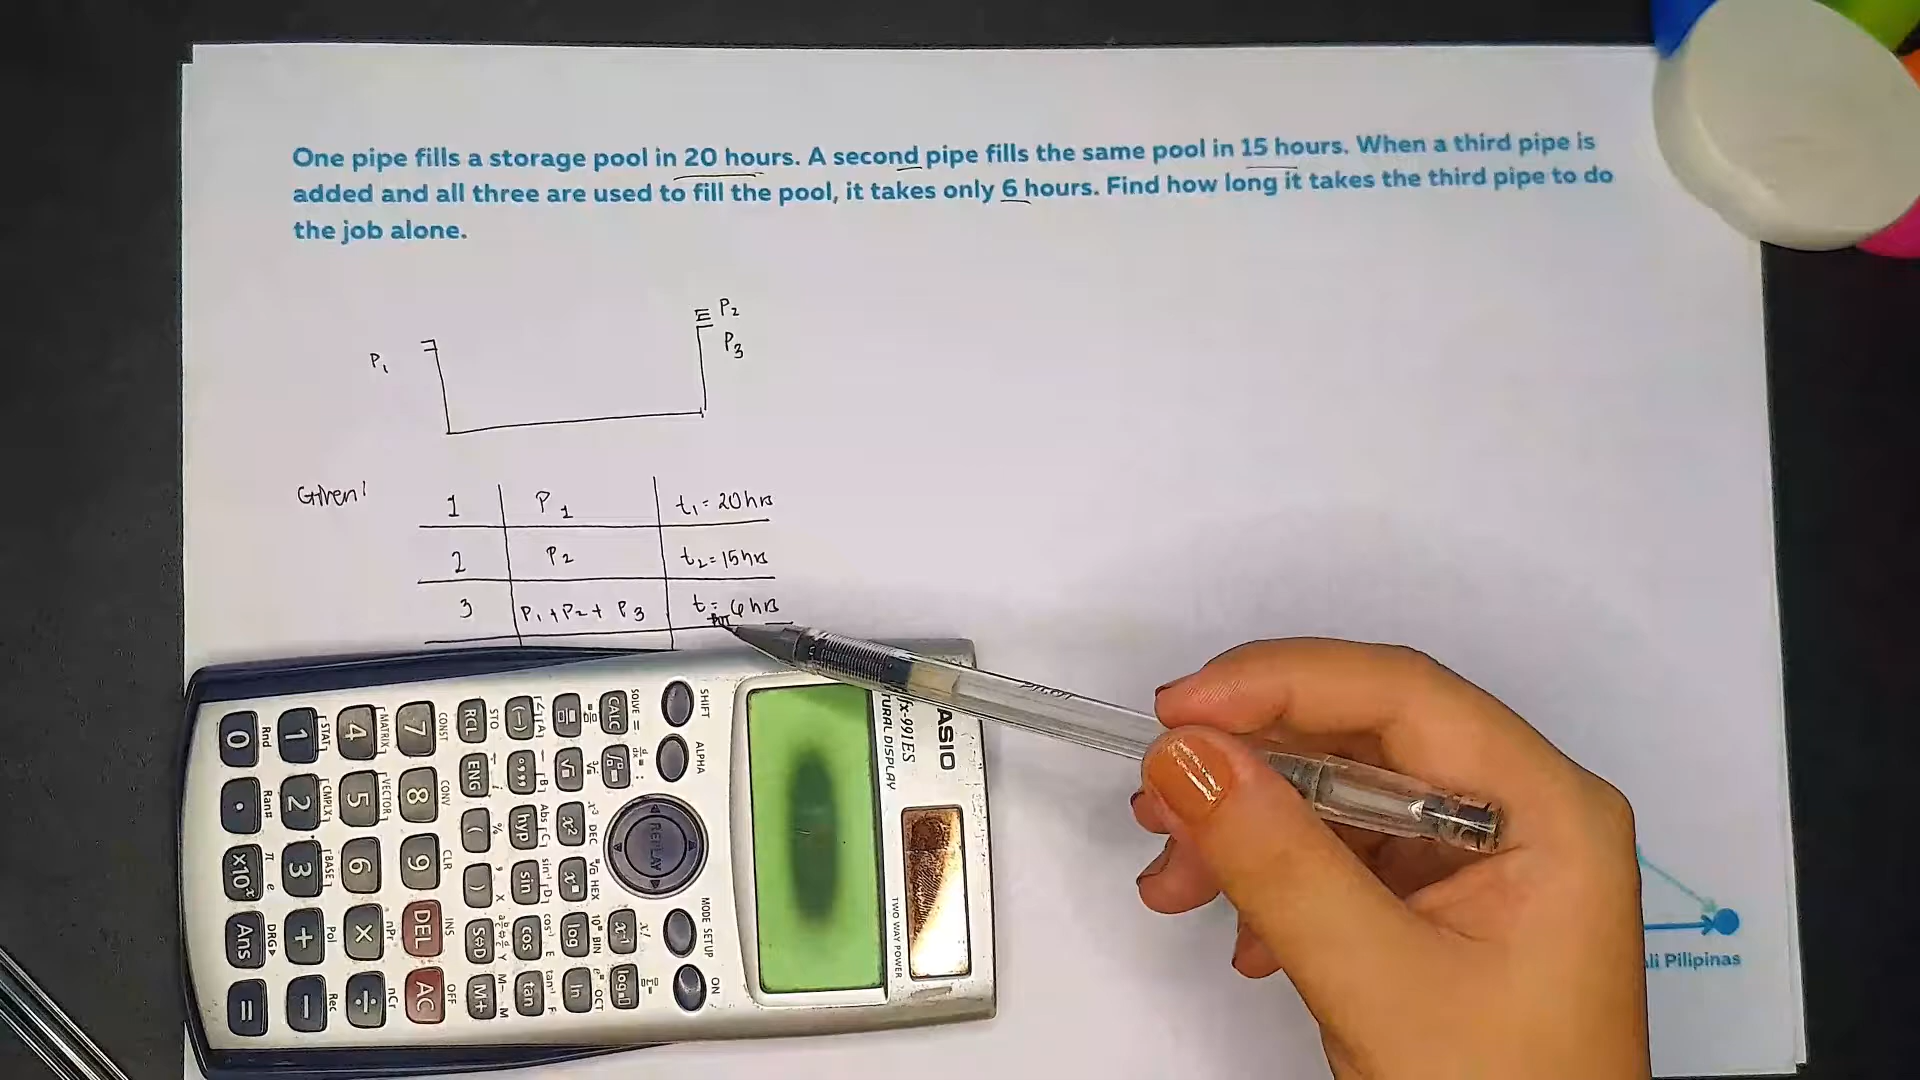 One pipe fills a storage pool in 20 hours. A second pipe fills the same pool in 15 hours. When a third pipe is
added and all three are used to fill the pool, it takes only 6 hours. Find how long it takes the third pipe to do
the job alone.
P₂
P₁
P₃
Given:
1 P₁ t₁= 20hrs
2 P₂ t₂= 15hrs
3 P₁+P₂+ P₃ t = 6hrs
CASIO
fx-991ES
NATURAL DISPLAY
TWO WAY POWER
SHIFT ALPHA REPLAY MODE SETUP ON
SOLVE =
CALC x⁻¹ log
√ x² log ln
(−) °'" hyp sin cos tan
STO
RCL ENG ( ) S⇔D M+
CONST CONV CLR INS OFF
7 8 9 DEL AC
MATRIX VECTOR nPr nCr
4 5 6 × ÷
STAT CMPLX BASE Pol Rec
1 2 3 + −
Rnd Ran# π e DRG▸
0 . ×10ˣ Ans =
PILOT
li Pilipinas